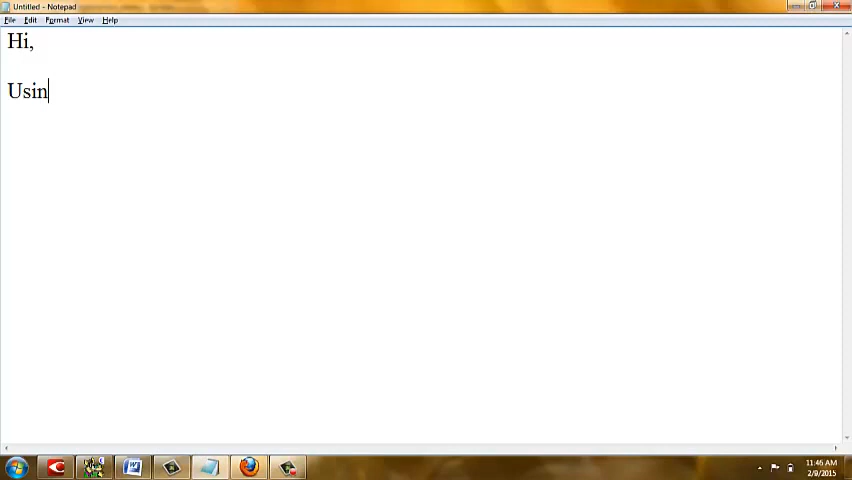 Untitled - Notepad
File Edit Format View Help
Hi,
Usin
11:46 AM
2/9/2015